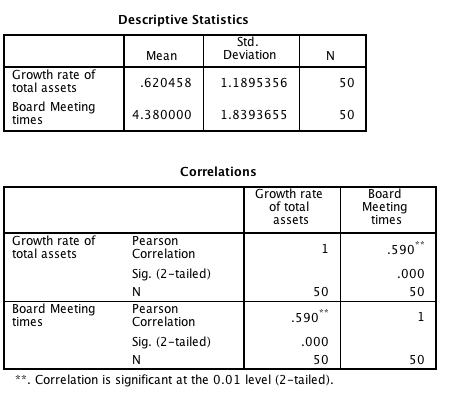 Descriptive Statistics
Mean Std. Deviation N
Growth rate of total assets .620458 1.1895356 50
Board Meeting times 4.380000 1.8393655 50
Correlations
Growth rate of total assets Board Meeting times
Growth rate of total assets Pearson Correlation 1 .590**
Sig. (2-tailed) .000
N 50 50
Board Meeting times Pearson Correlation .590** 1
Sig. (2-tailed) .000
N 50 50
**. Correlation is significant at the 0.01 level (2-tailed).